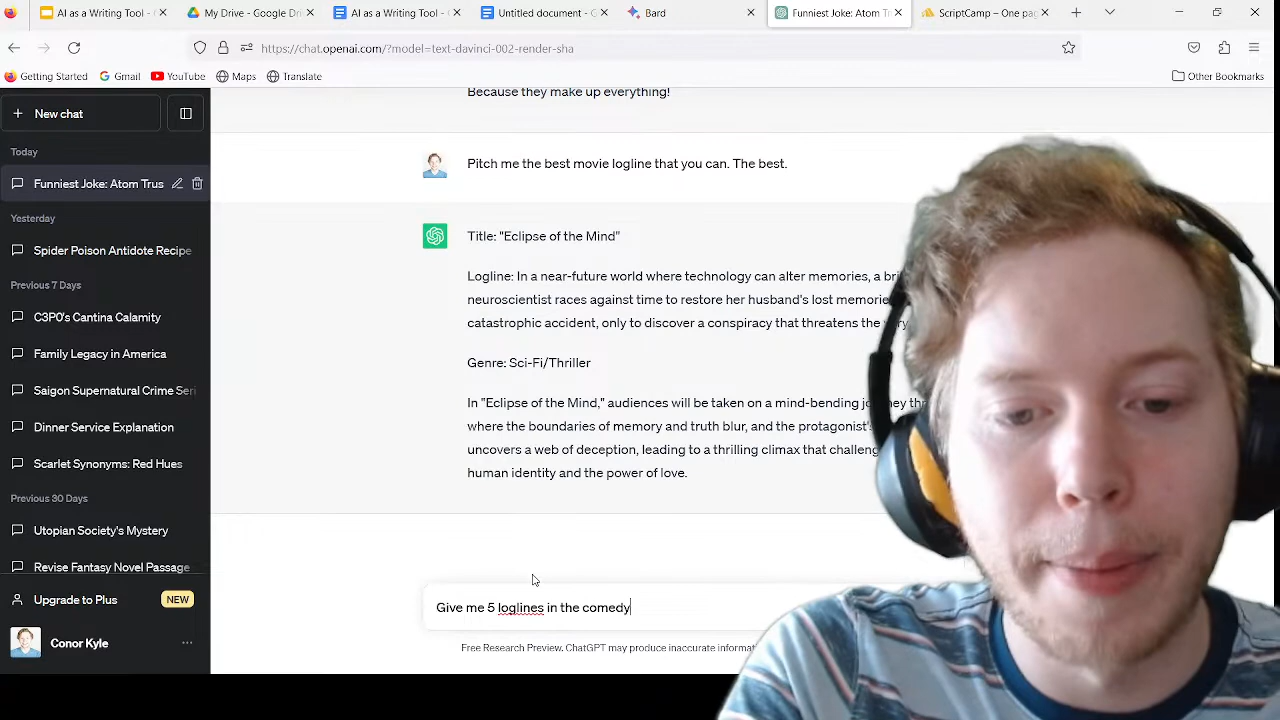 AI as a Writing Tool -
My Drive - Google Dri
AI as a Writing Tool -
Untitled document - G
Bard
Funniest Joke: Atom Tr
ScriptCamp — One pag
https://chat.openai.com/?model=text-davinci-002-render-sha
Getting Started
Gmail
YouTube
Maps
Translate
Other Bookmarks
New chat
Today
Funniest Joke: Atom Trus
Yesterday
Spider Poison Antidote Recipe
Previous 7 Days
C3P0's Cantina Calamity
Family Legacy in America
Saigon Supernatural Crime Seri
Dinner Service Explanation
Scarlet Synonyms: Red Hues
Previous 30 Days
Utopian Society's Mystery
Revise Fantasy Novel Passage
Upgrade to Plus
NEW
Conor Kyle
Because they make up everything!
Pitch me the best movie logline that you can. The best.
Title: "Eclipse of the Mind"
Logline: In a near-future world where technology can alter memories, a bri
neuroscientist races against time to restore her husband's lost memories
catastrophic accident, only to discover a conspiracy that threatens the very
Genre: Sci-Fi/Thriller
In "Eclipse of the Mind," audiences will be taken on a mind-bending journey thr
where the boundaries of memory and truth blur, and the protagonist'
uncovers a web of deception, leading to a thrilling climax that challeng
human identity and the power of love.
Give me 5 loglines in the comedy
Free Research Preview. ChatGPT may produce inaccurate informat